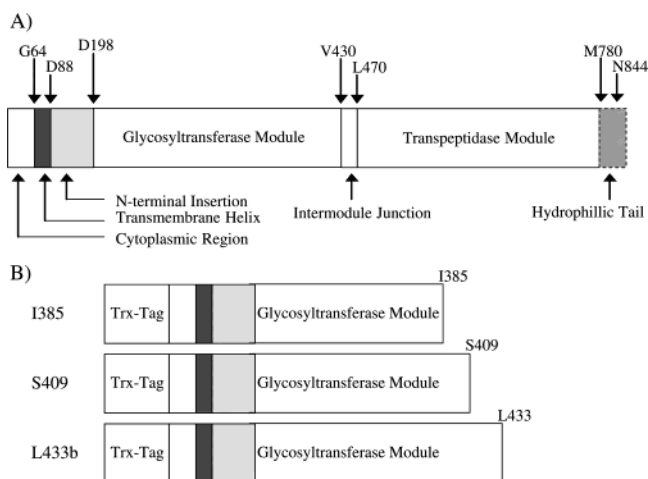 A)
G64
D88
D198
V430
L470
M780
N844
Glycosyltransferase Module
Transpeptidase Module
N-terminal Insertion
Transmembrane Helix
Cytoplasmic Region
Intermodule Junction
Hydrophillic Tail
B)
I385
I385
Trx-Tag
Glycosyltransferase Module
S409
S409
Trx-Tag
Glycosyltransferase Module
L433
L433b
Trx-Tag
Glycosyltransferase Module